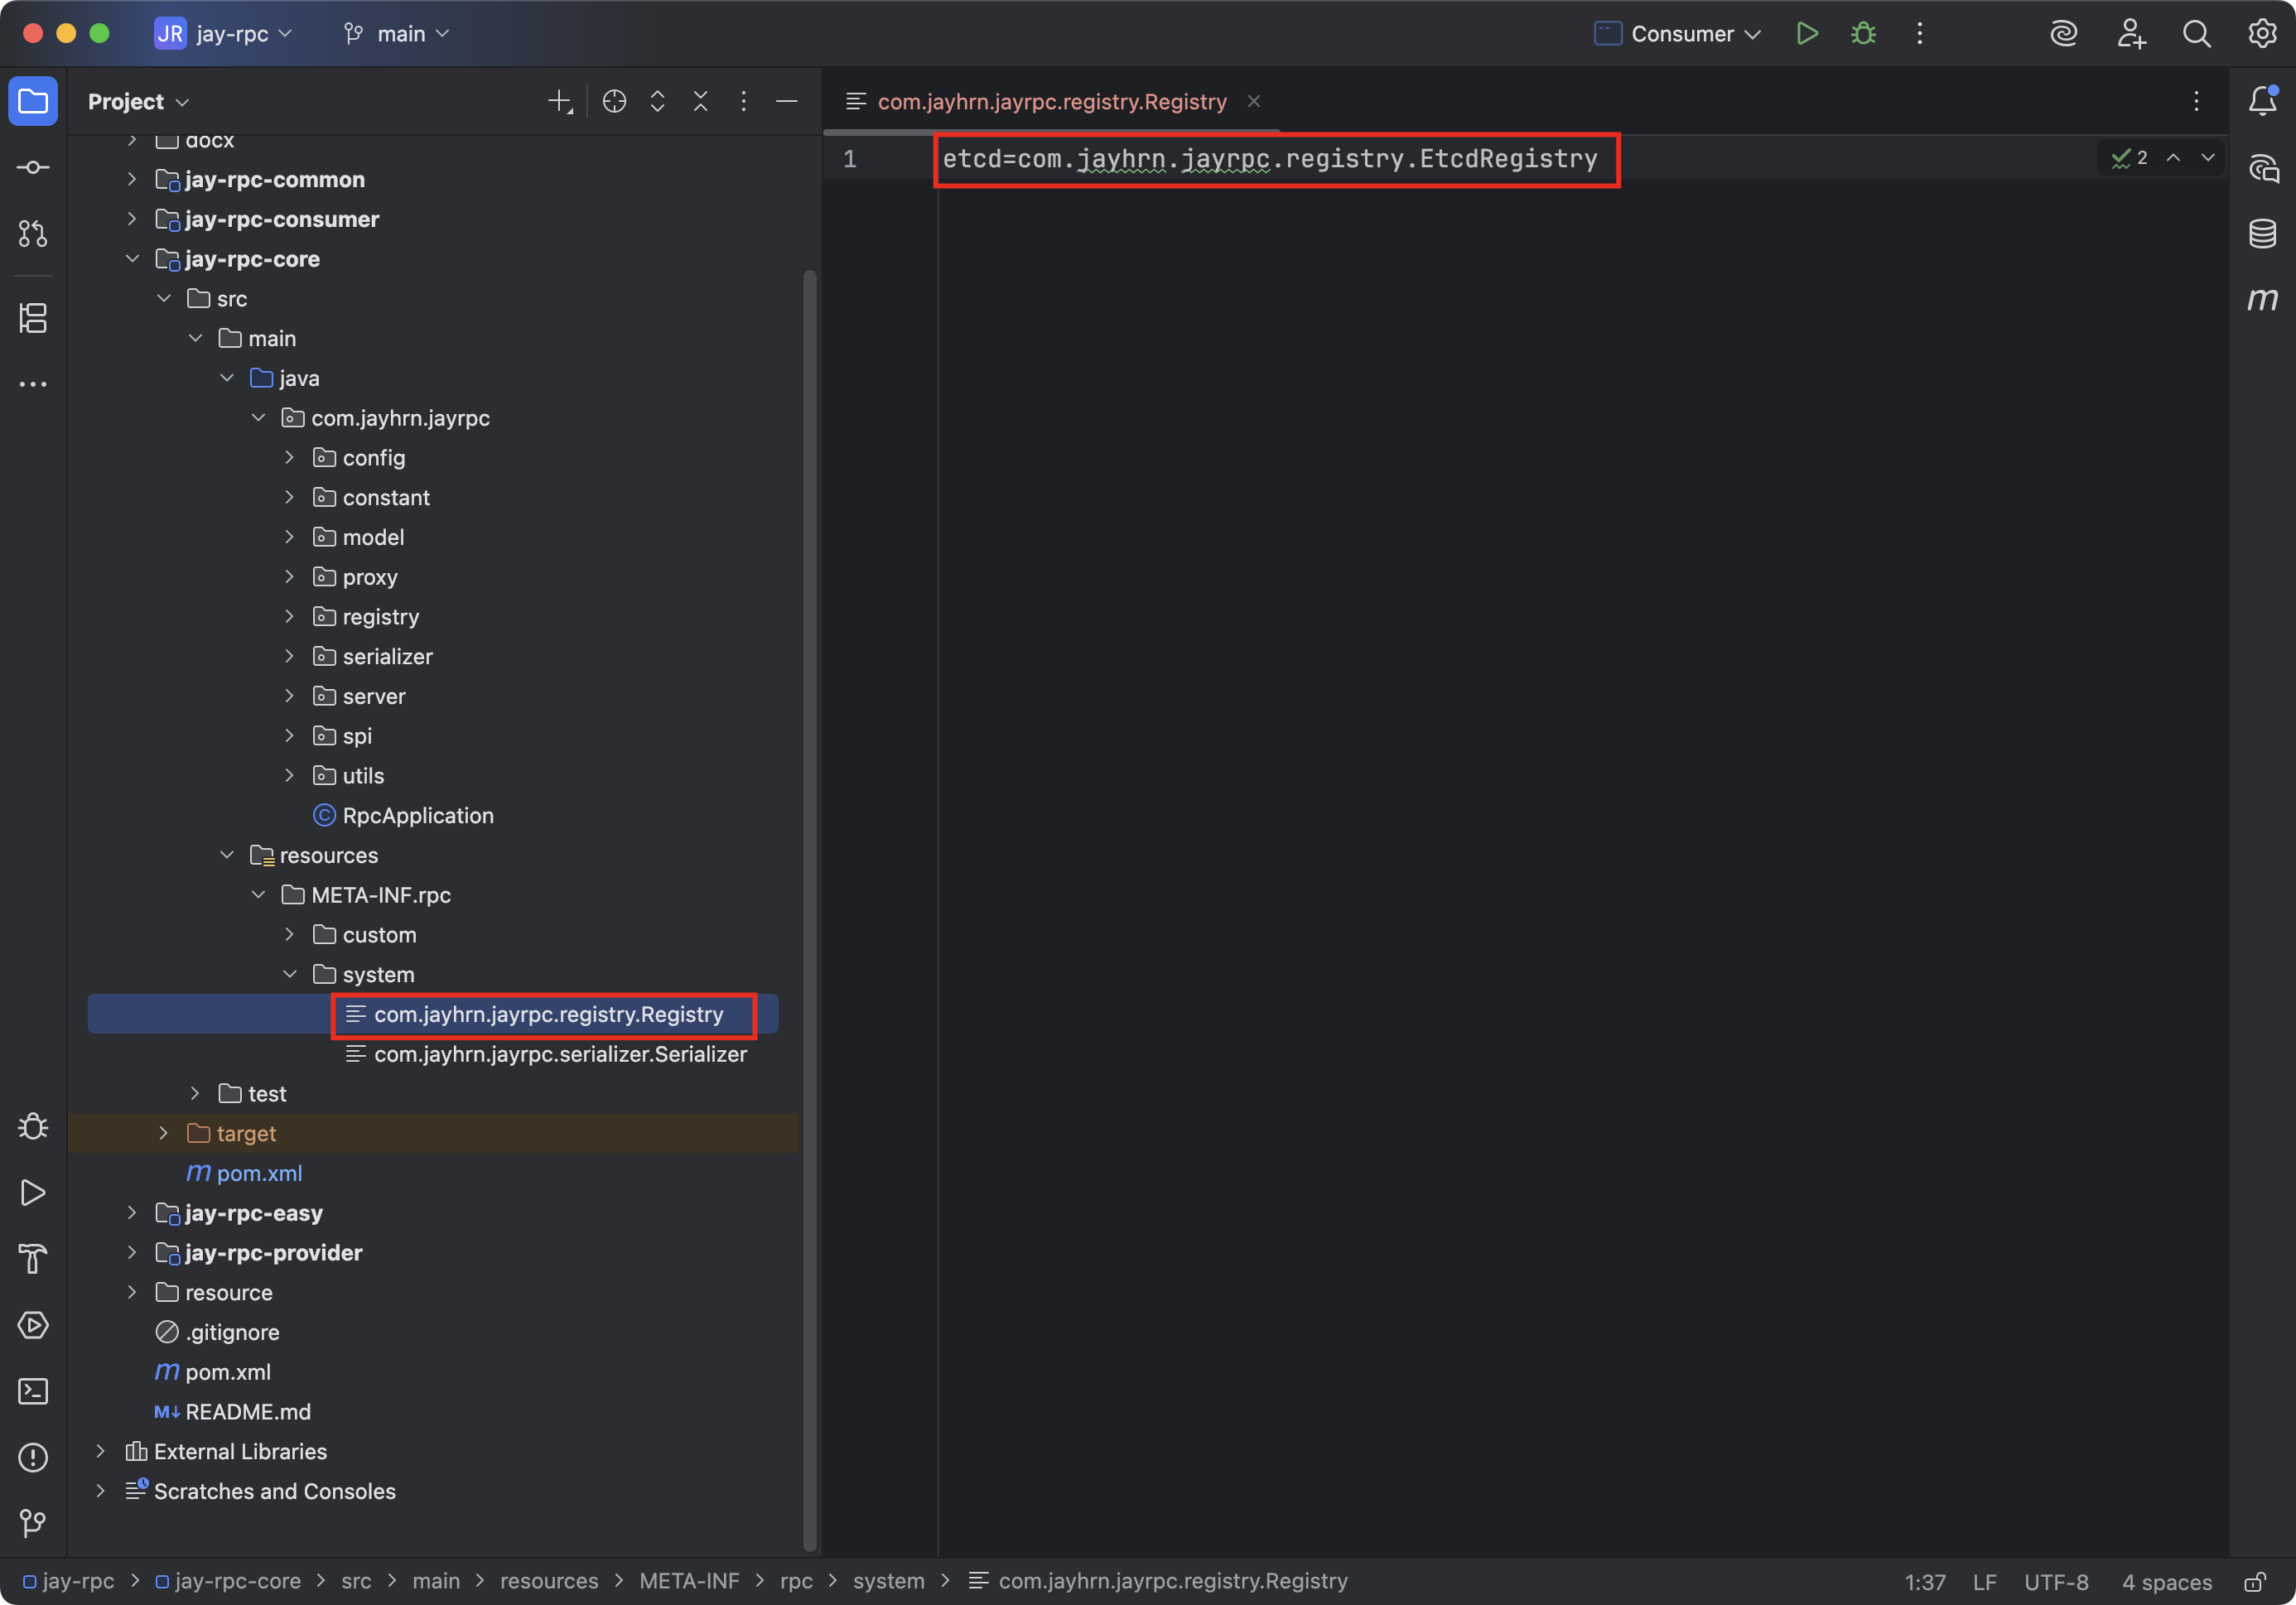 JR jay-rpc
main
Consumer
Project
docx
jay-rpc-common
jay-rpc-consumer
jay-rpc-core
src
main
java
com.jayhrn.jayrpc
config
constant
model
proxy
registry
serializer
server
spi
utils
RpcApplication
resources
META-INF.rpc
custom
system
com.jayhrn.jayrpc.registry.Registry
com.jayhrn.jayrpc.serializer.Serializer
test
target
m pom.xml
jay-rpc-easy
jay-rpc-provider
resource
.gitignore
m pom.xml
M↓ README.md
External Libraries
Scratches and Consoles
com.jayhrn.jayrpc.registry.Registry
1 etcd=com.jayhrn.jayrpc.registry.EtcdRegistry
2
m
jay-rpc > jay-rpc-core > src > main > resources > META-INF > rpc > system > com.jayhrn.jayrpc.registry.Registry
1:37 LF UTF-8 4 spaces